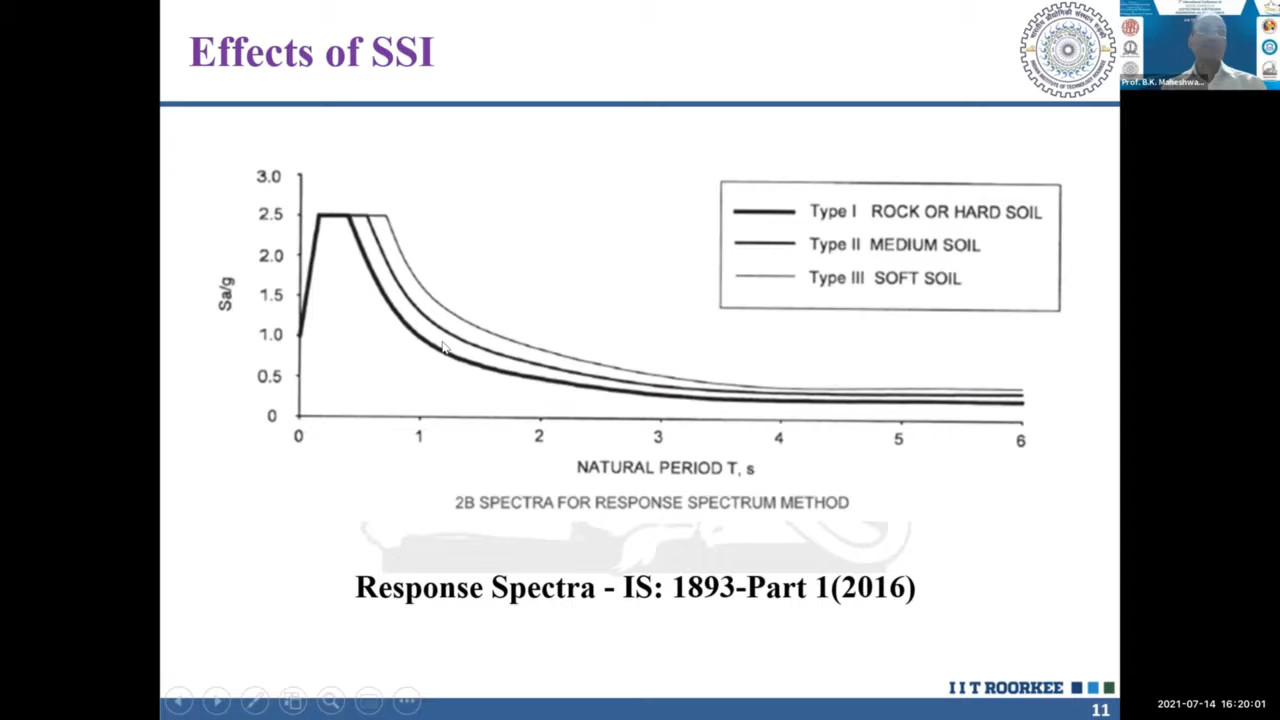 Effects of SSI
Prof. B.K. Maheshwa...
3.0
2.5
2.0
1.5
1.0
0.5
0
Sa/g
Type I ROCK OR HARD SOIL
Type II MEDIUM SOIL
Type III SOFT SOIL
0 1 2 3 4 5 6
NATURAL PERIOD T, s
2B SPECTRA FOR RESPONSE SPECTRUM METHOD
Response Spectra - IS: 1893-Part 1(2016)
I I T ROORKEE
11
2021-07-14 16:20:01